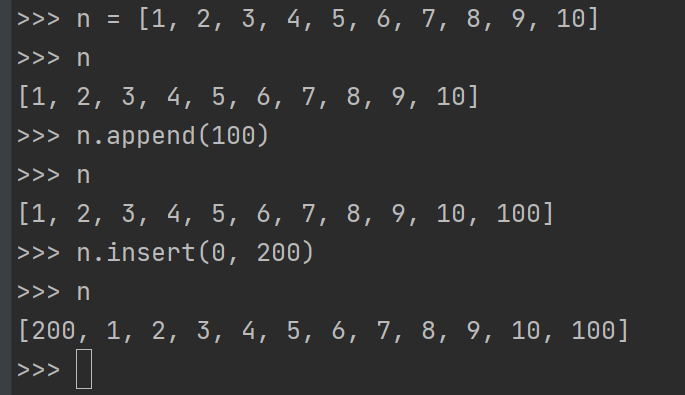 >>> n = [1, 2, 3, 4, 5, 6, 7, 8, 9, 10]
>>> n
[1, 2, 3, 4, 5, 6, 7, 8, 9, 10]
>>> n.append(100)
>>> n
[1, 2, 3, 4, 5, 6, 7, 8, 9, 10, 100]
>>> n.insert(0, 200)
>>> n
[200, 1, 2, 3, 4, 5, 6, 7, 8, 9, 10, 100]
>>>